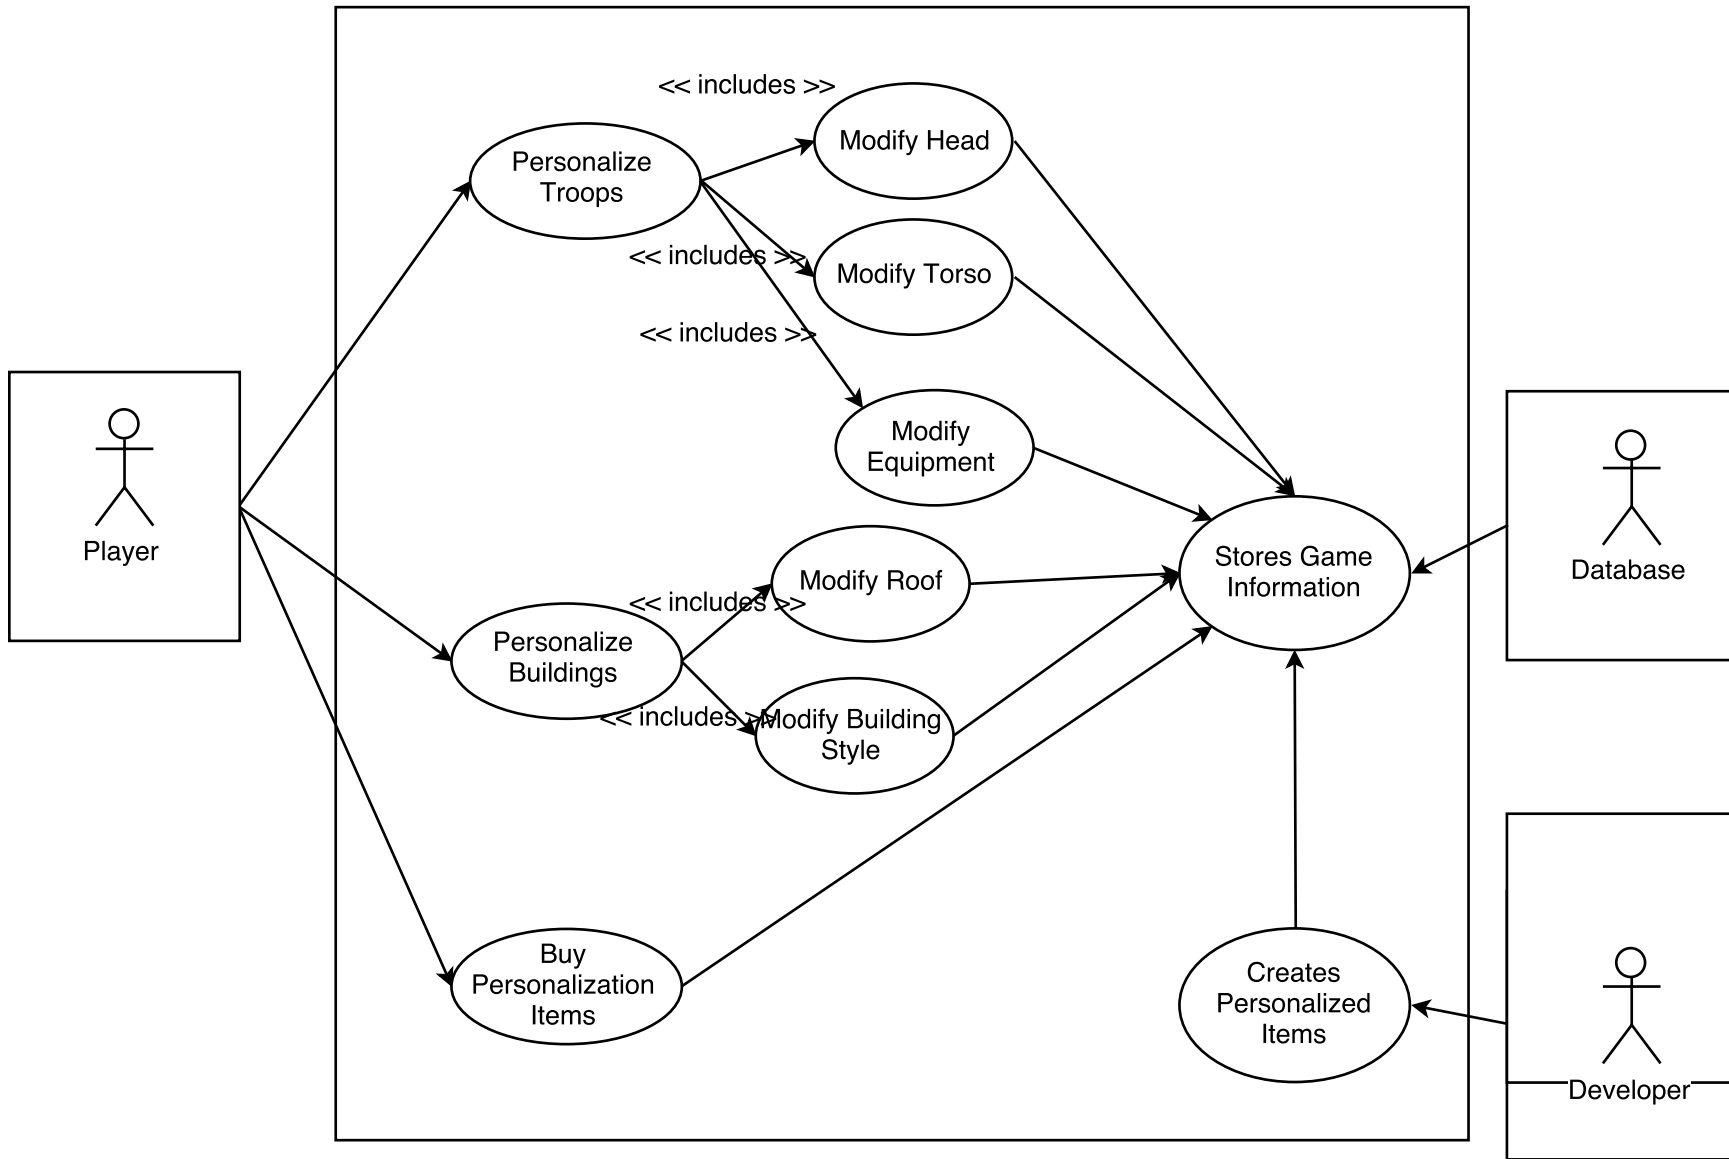 << includes >>
Modify Head
Personalize
Troops
<< includes >>
Modify Torso
<< includes >>
Modify
Equipment
Player
Stores Game
Information
Database
Modify Roof
<< includes >>
Personalize
Buildings
<< includes >>
Modify Building
Style
Buy
Personalization
Items
Creates
Personalized
Items
Developer